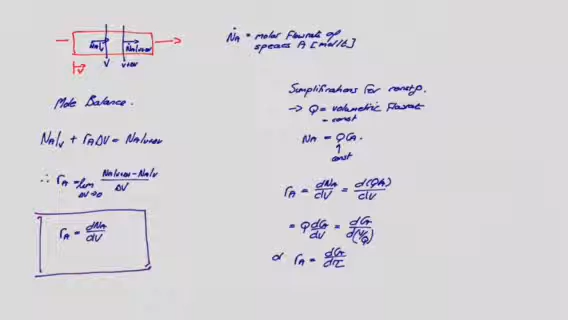 NA|v NA|v+ΔV
V V+ΔV
V
Mole Balance.
NA|v + rAΔV = NA|v+ΔV
∴ rA = lim ΔV→0 (NA|v+ΔV − NA|v)/ΔV
rA = dNA/dV
ṄA = molar flowrate of
species A [mol/t]
Simplifications for const ρ.
→ Q = volumetric flowrate
= const
NA = QCA.
↑
const
rA = dNA/dV = d(QCA)/dV
= Q dCA/dV = dCA/d(V/Q)
or rA = dCA/dτ